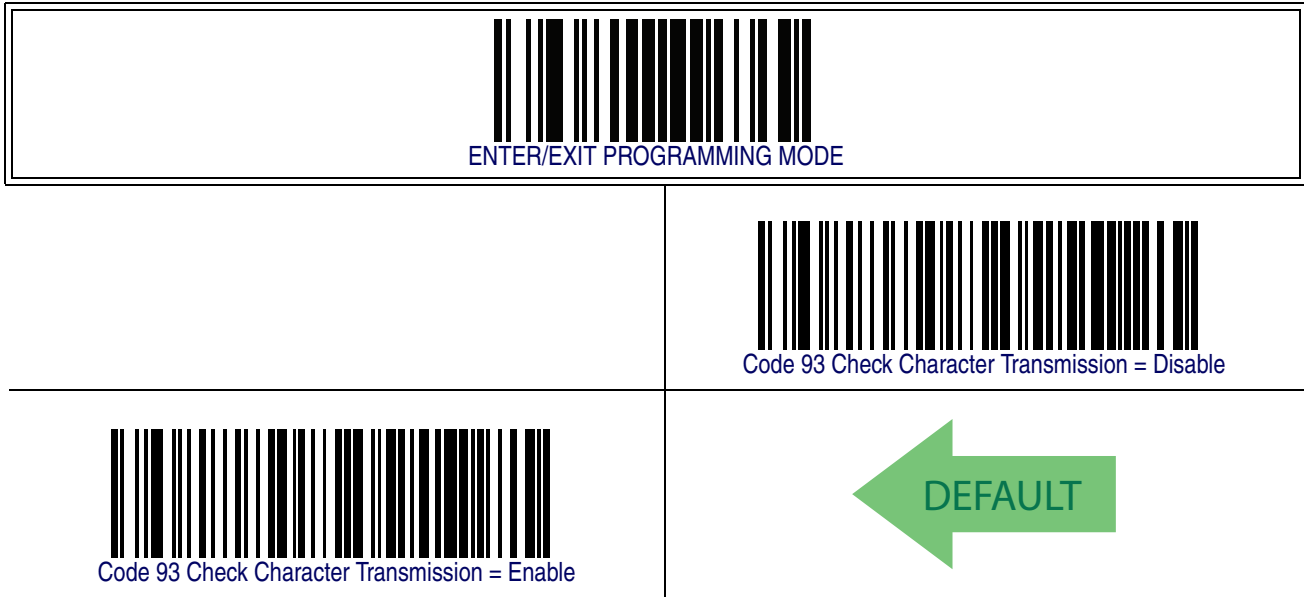 ENTER/EXIT PROGRAMMING MODE
Code 93 Check Character Transmission = Disable
Code 93 Check Character Transmission = Enable
DEFAULT